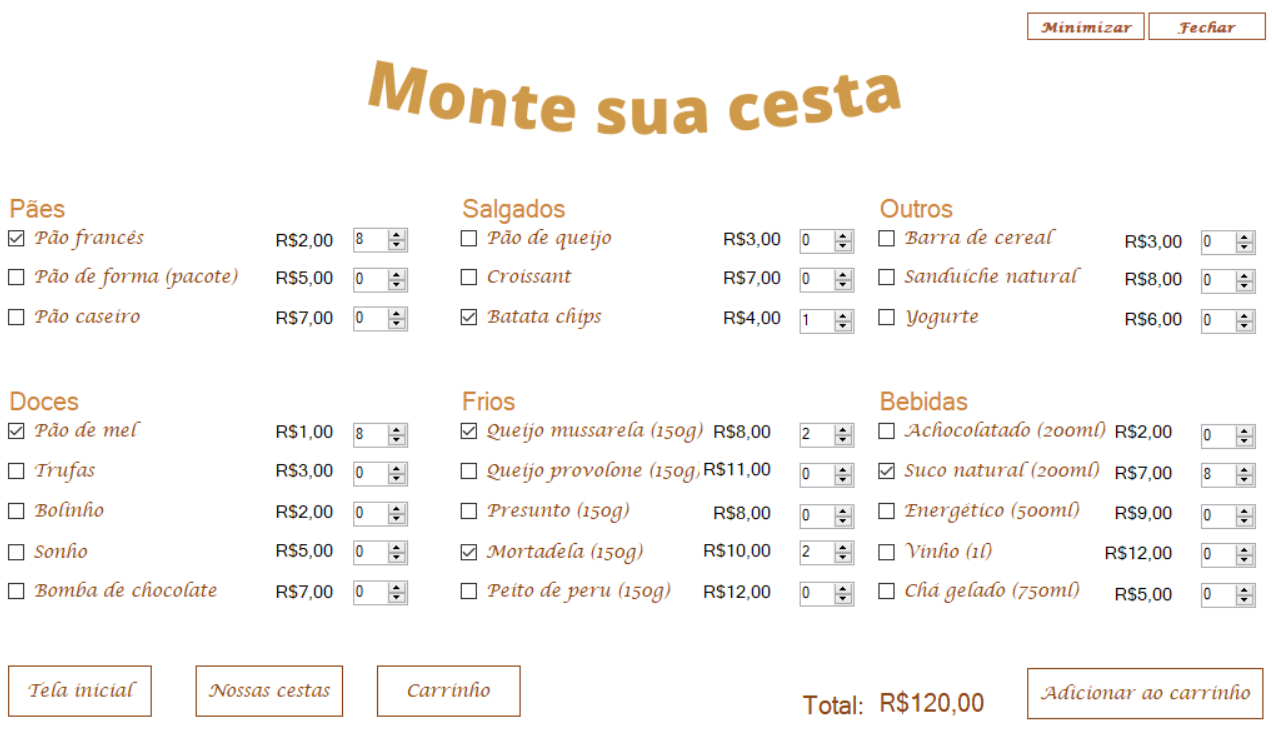 Minimizar Fechar
Monte sua cesta
Pães
Pão francês R$2,00 8
Pão de forma (pacote) R$5,00 0
Pão caseiro R$7,00 0
Salgados
Pão de queijo R$3,00 0
Croissant R$7,00 0
Batata chips R$4,00 1
Outros
Barra de cereal R$3,00 0
Sanduíche natural R$8,00 0
Yogurte R$6,00 0
Doces
Pão de mel R$1,00 8
Trufas R$3,00 0
Bolinho R$2,00 0
Sonho R$5,00 0
Bomba de chocolate R$7,00 0
Frios
Queijo mussarela (150g) R$8,00 2
Queijo provolone (150g) R$11,00 0
Presunto (150g) R$8,00 0
Mortadela (150g) R$10,00 2
Peito de peru (150g) R$12,00 0
Bebidas
Achocolatado (200ml) R$2,00 0
Suco natural (200ml) R$7,00 8
Energético (500ml) R$9,00 0
Vinho (1l) R$12,00 0
Chá gelado (750ml) R$5,00 0
Tela inicial Nossas cestas Carrinho Total: R$120,00 Adicionar ao carrinho